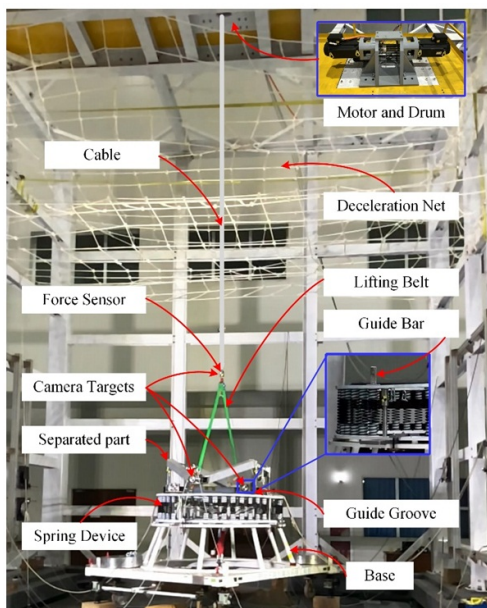 Motor and Drum
Cable
Deceleration Net
Lifting Belt
Force Sensor
Guide Bar
Camera Targets
Separated part
Guide Groove
Spring Device
Base